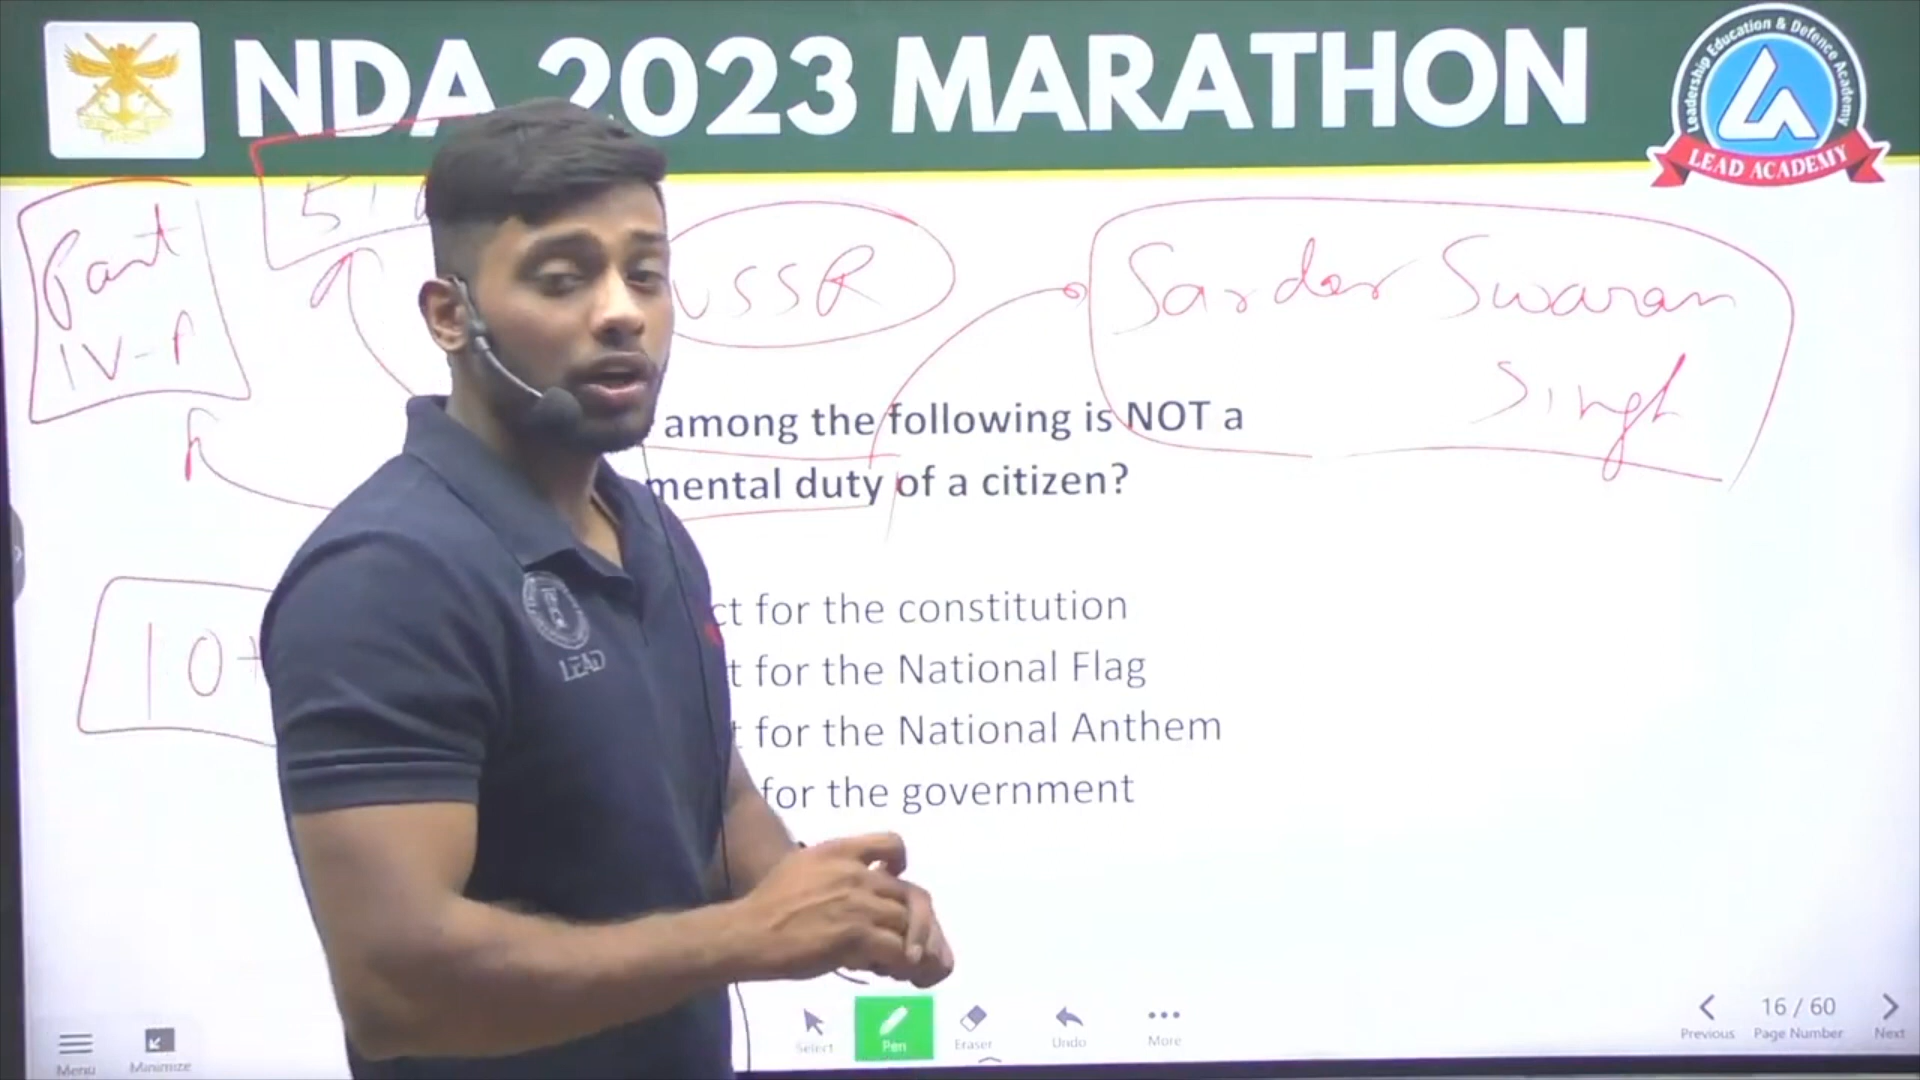 NDA 2023 MARATHON
Leadership Education & Defence Academy
LEAD ACADEMY
Part
IV-A
USSR
Sardar Swaran
Singh
among the following is NOT a
duty of a citizen?
for the constitution
for the National Flag
for the National Anthem
for the government
10+
LEAD
Menu
Minimize
Select
Pen
Eraser
Undo
More
Previous
16 / 60
Page Number
Next